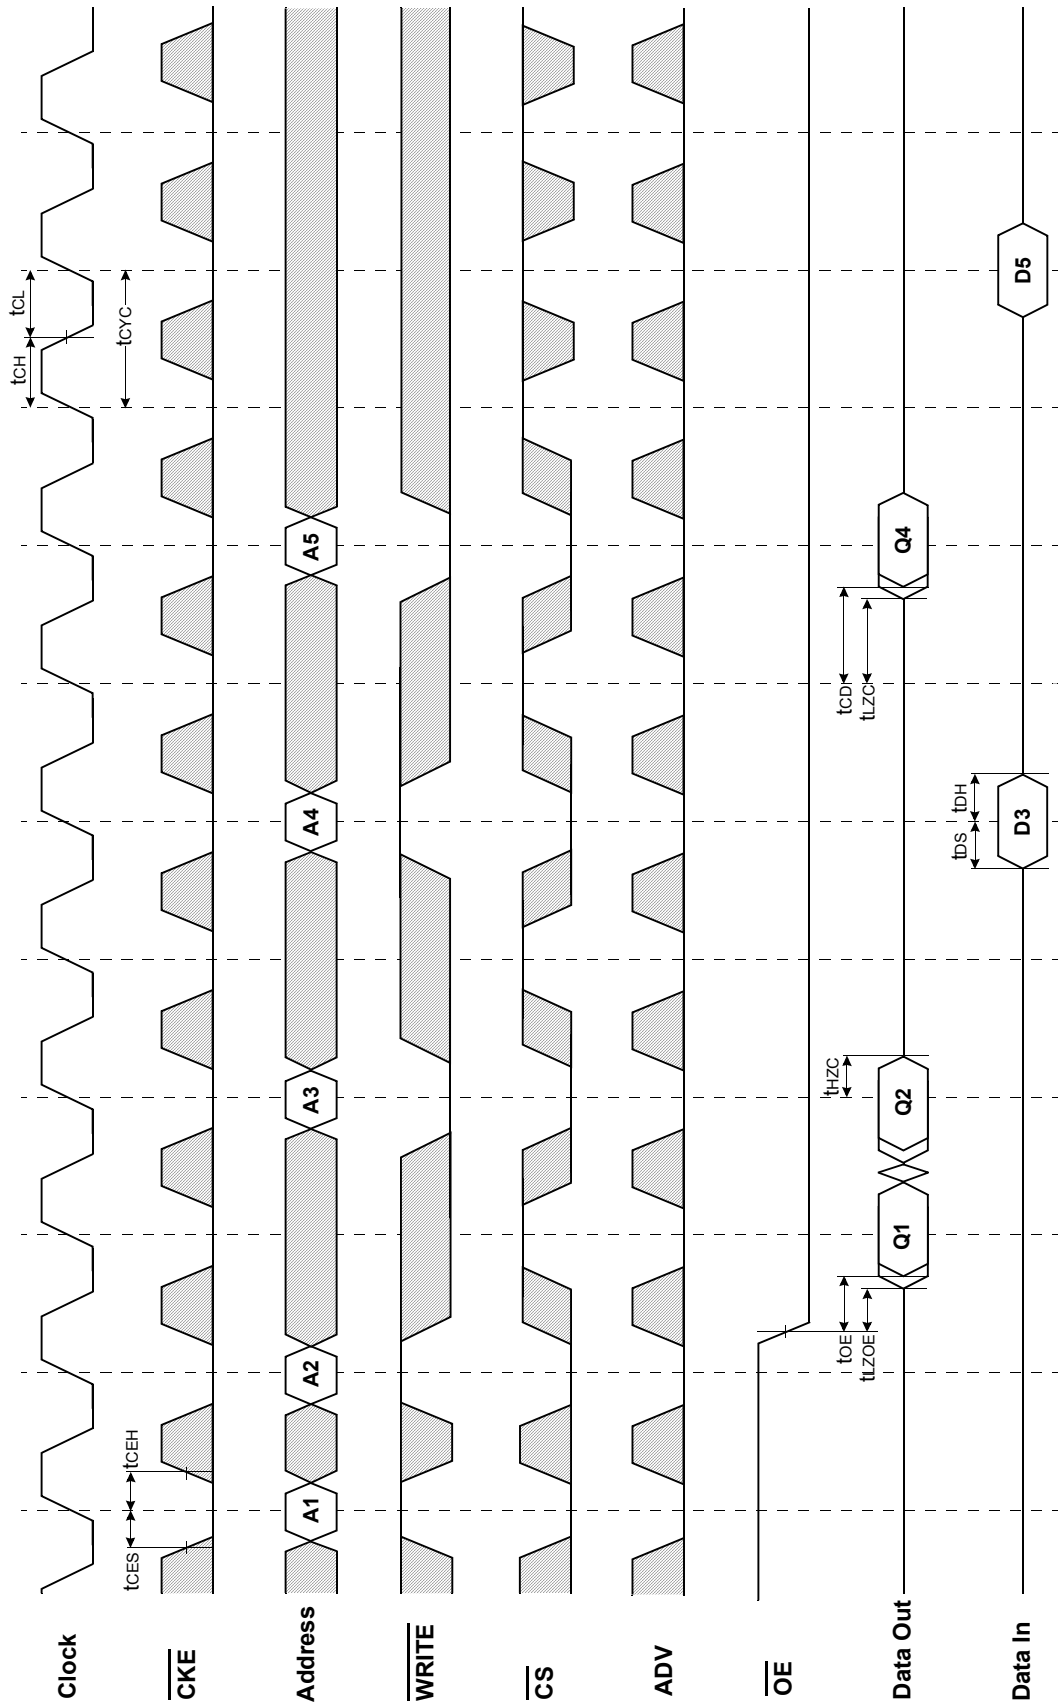 Clock
tCH
tCL
tCYC
tCES
tCEH
CKE
Address
A1
A2
A3
A4
A5
WRITE
CS
ADV
OE
tOE
tLZOE
tHZC
tCD
tLZC
Data Out
Q1
Q2
Q4
tDS
tDH
Data In
D3
D5